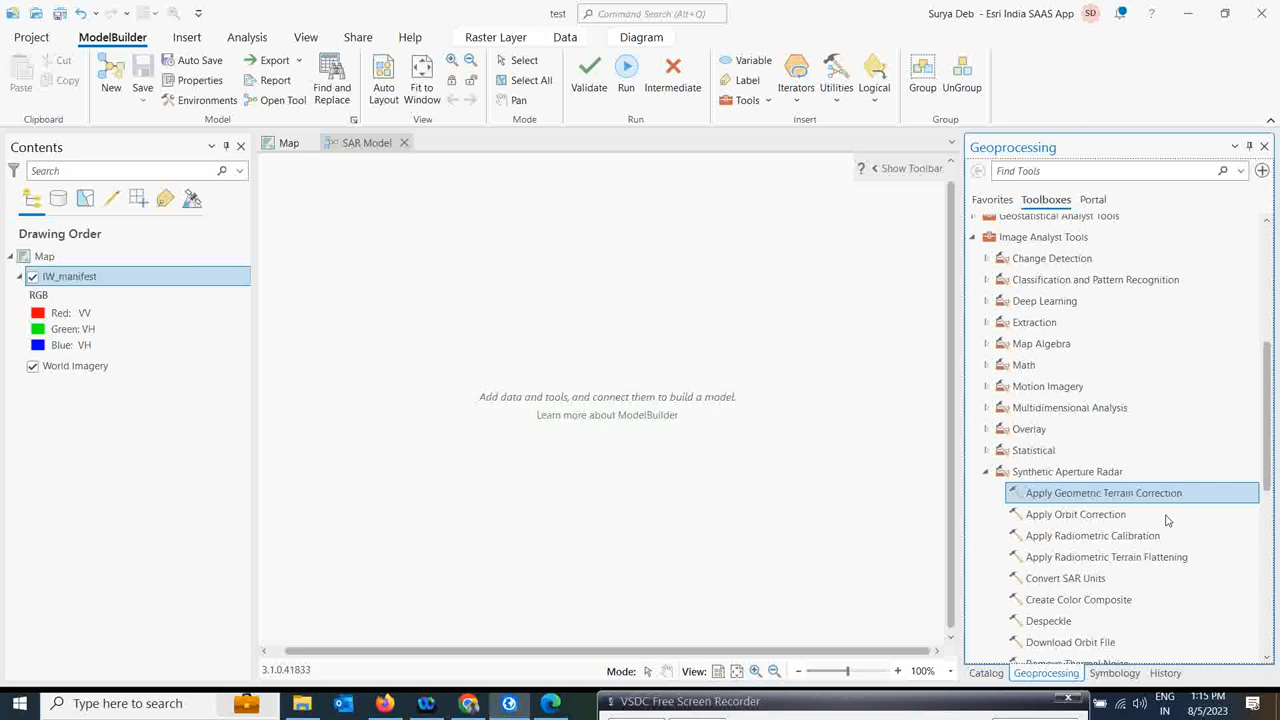 test
Command Search (Alt+Q)
Surya Deb - Esri India SAAS App
SD
?
Project
ModelBuilder
Insert
Analysis
View
Share
Help
Raster Layer
Data
Diagram
Paste
Cut
Copy
New
Save
Properties
Environments
Export
Report
Open Tool
Find and
Replace
Auto
Layout
Fit to
Window
Select
Select All
Pan
Validate
Run
Intermediate
Variable
Label
Tools
Iterators
Utilities
Logical
Group
UnGroup
Clipboard
Model
View
Mode
Run
Insert
Group
Contents
Search
Drawing Order
Map
IW_manifest
RGB
Red: VV
Green: VH
Blue: VH
World Imagery
Map
SAR Model
? Show Toolbar
Add data and tools, and connect them to build a model.
Learn more about ModelBuilder
3.1.0.41833
Mode:
View:
100%
Geoprocessing
Find Tools
Favorites
Toolboxes
Portal
Geostatistical Analyst Tools
Image Analyst Tools
Change Detection
Classification and Pattern Recognition
Deep Learning
Extraction
Map Algebra
Math
Motion Imagery
Multidimensional Analysis
Overlay
Statistical
Synthetic Aperture Radar
Apply Geometric Terrain Correction
Apply Orbit Correction
Apply Radiometric Calibration
Apply Radiometric Terrain Flattening
Convert SAR Units
Create Color Composite
Despeckle
Download Orbit File
Remove Thermal Noise
Catalog
Geoprocessing
Symbology
History
Type here to search
VSDC Free Screen Recorder
ENG
IN
1:15 PM
8/5/2023